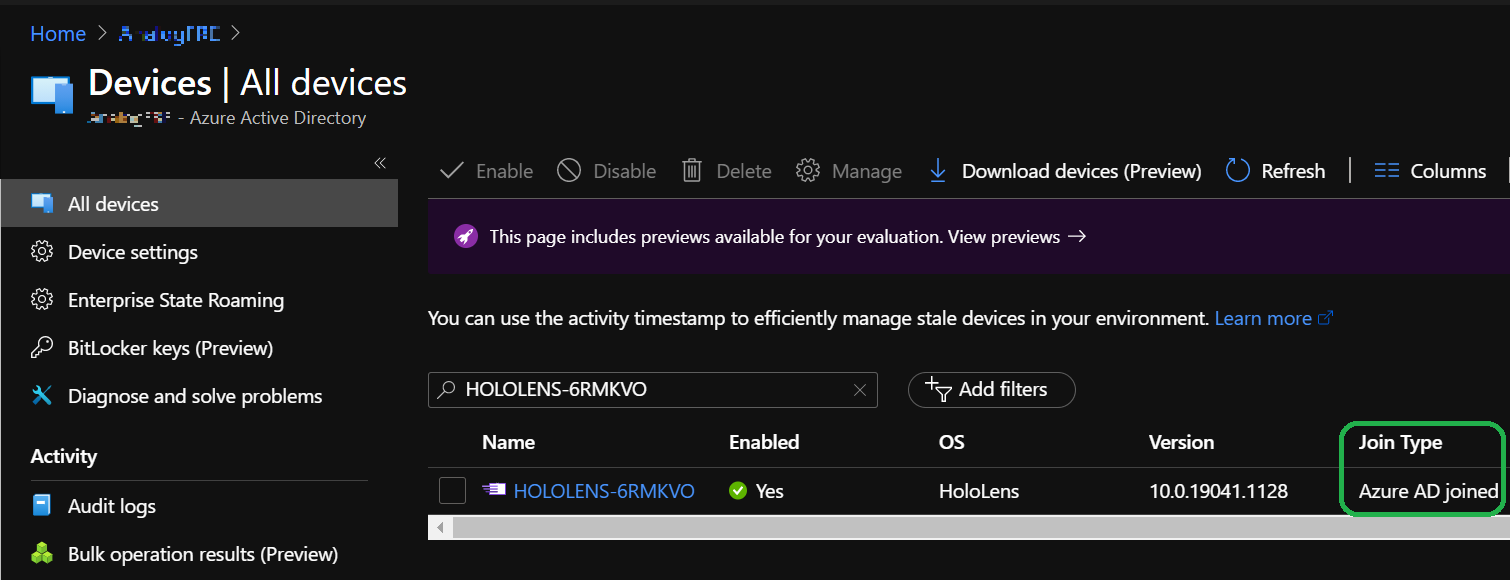 Home > >
Devices | All devices
- Azure Active Directory
«
Enable Disable Delete Manage Download devices (Preview) Refresh | Columns
All devices
Device settings
Enterprise State Roaming
BitLocker keys (Preview)
Diagnose and solve problems
Activity
Audit logs
Bulk operation results (Preview)
This page includes previews available for your evaluation. View previews →
You can use the activity timestamp to efficiently manage stale devices in your environment. Learn more
HOLOLENS-6RMKVO
Add filters
Name Enabled OS Version Join Type
HOLOLENS-6RMKVO Yes HoloLens 10.0.19041.1128 Azure AD joined